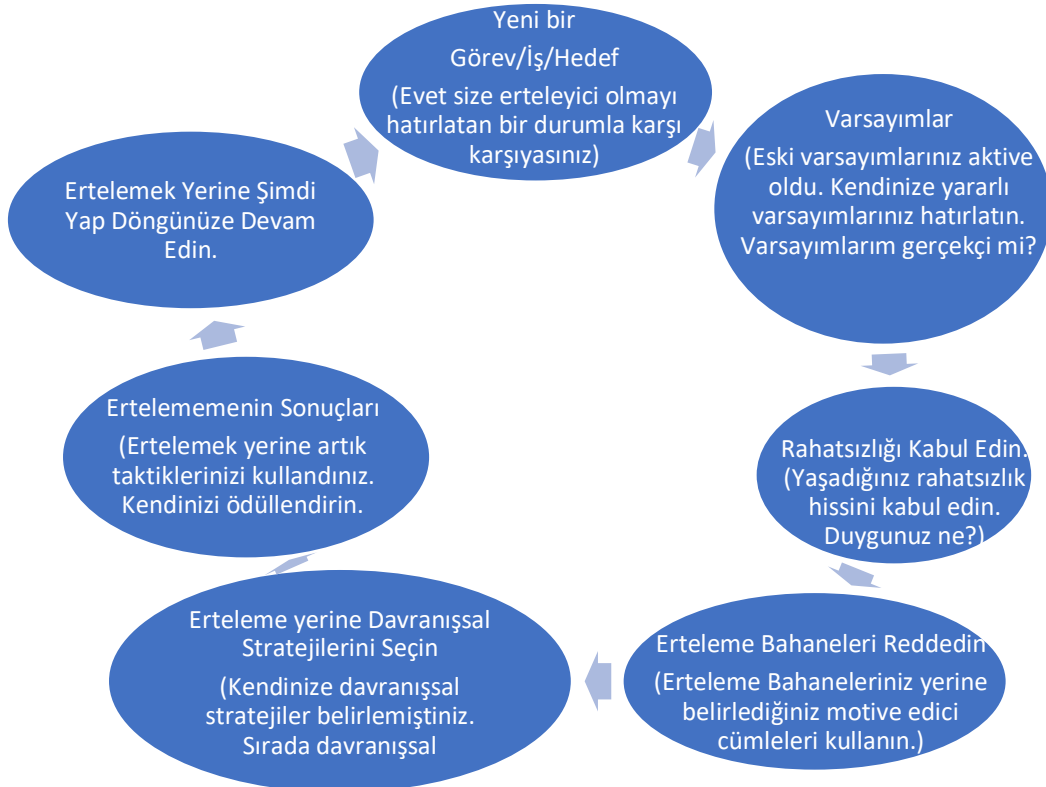 Yeni bir
Görev/İş/Hedef
(Evet size erteleyici olmayı
hatırlatan bir durumla karşı
karşıyasınız)
Varsayımlar
(Eski varsayımlarınız aktive
oldu. Kendinize yararlı
varsayımlarınız hatırlatın.
Varsayımlarım gerçekçi mi?
Rahatsızlığı Kabul Edin.
(Yaşadığınız rahatsızlık
hissini kabul edin.
Duygunuz ne?)
Erteleme Bahaneleri Reddedin
(Erteleme Bahaneleriniz yerine
belirlediğiniz motive edici
cümleleri kullanın.)
Erteleme yerine Davranışsal
Stratejilerini Seçin
(Kendinize davranışsal
stratejiler belirlemiştiniz.
Sırada davranışsal
Ertelememenin Sonuçları
(Ertelemek yerine artık
taktiklerinizi kullandınız.
Kendinizi ödüllendirin.
Ertelemek Yerine Şimdi
Yap Döngünüze Devam
Edin.